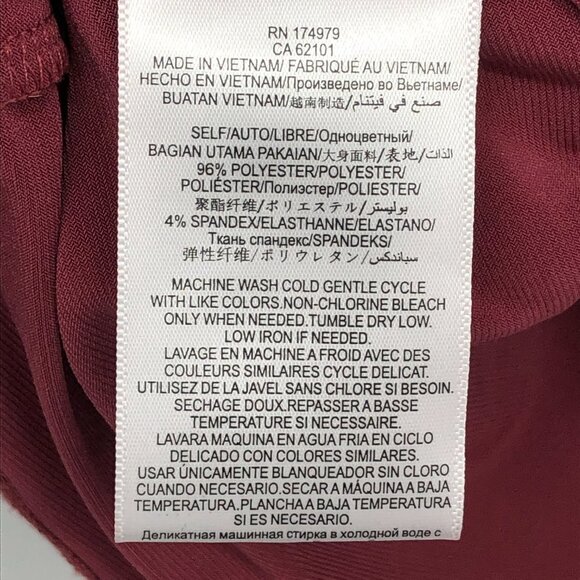 RN 174979
CA 62101
MADE IN VIETNAM/ FABRIQUÉ AU VIETNAM/
HECHO EN VIETNAM/Произведено во Вьетнаме/
BUATAN VIETNAM/越南制造/ صنع في فيتنام
SELF/AUTO/LIBRE/Одноцветный/
BAGIAN UTAMA PAKAIAN/大身面料/表地/ الذات
96% POLYESTER/POLYESTER/
POLIÉSTER/Полиэстер/POLIESTER/
聚酯纤维/ポリエステル/ بوليستر
4% SPANDEX/ELASTHANNE/ELASTANO/
Ткань спандекс/SPANDEKS/
弹性纤维/ポリウレタン/ سباندكس
MACHINE WASH COLD GENTLE CYCLE
WITH LIKE COLORS.NON-CHLORINE BLEACH
ONLY WHEN NEEDED.TUMBLE DRY LOW.
LOW IRON IF NEEDED.
LAVAGE EN MACHINE A FROID AVEC DES
COULEURS SIMILAIRES CYCLE DELICAT.
UTILISEZ DE LA JAVEL SANS CHLORE SI BESOIN.
SECHAGE DOUX.REPASSER A BASSE
TEMPERATURE SI NECESSAIRE.
LAVARA MAQUINA EN AGUA FRIA EN CICLO
DELICADO CON COLORES SIMILARES.
USAR ÚNICAMENTE BLANQUEADOR SIN CLORO
CUANDO NECESARIO.SECAR A MÁQUINA A BAJA
TEMPERATURA.PLANCHA A BAJA TEMPERATURA
SI ES NECESARIO.
Деликатная машинная стирка в холодной воде с